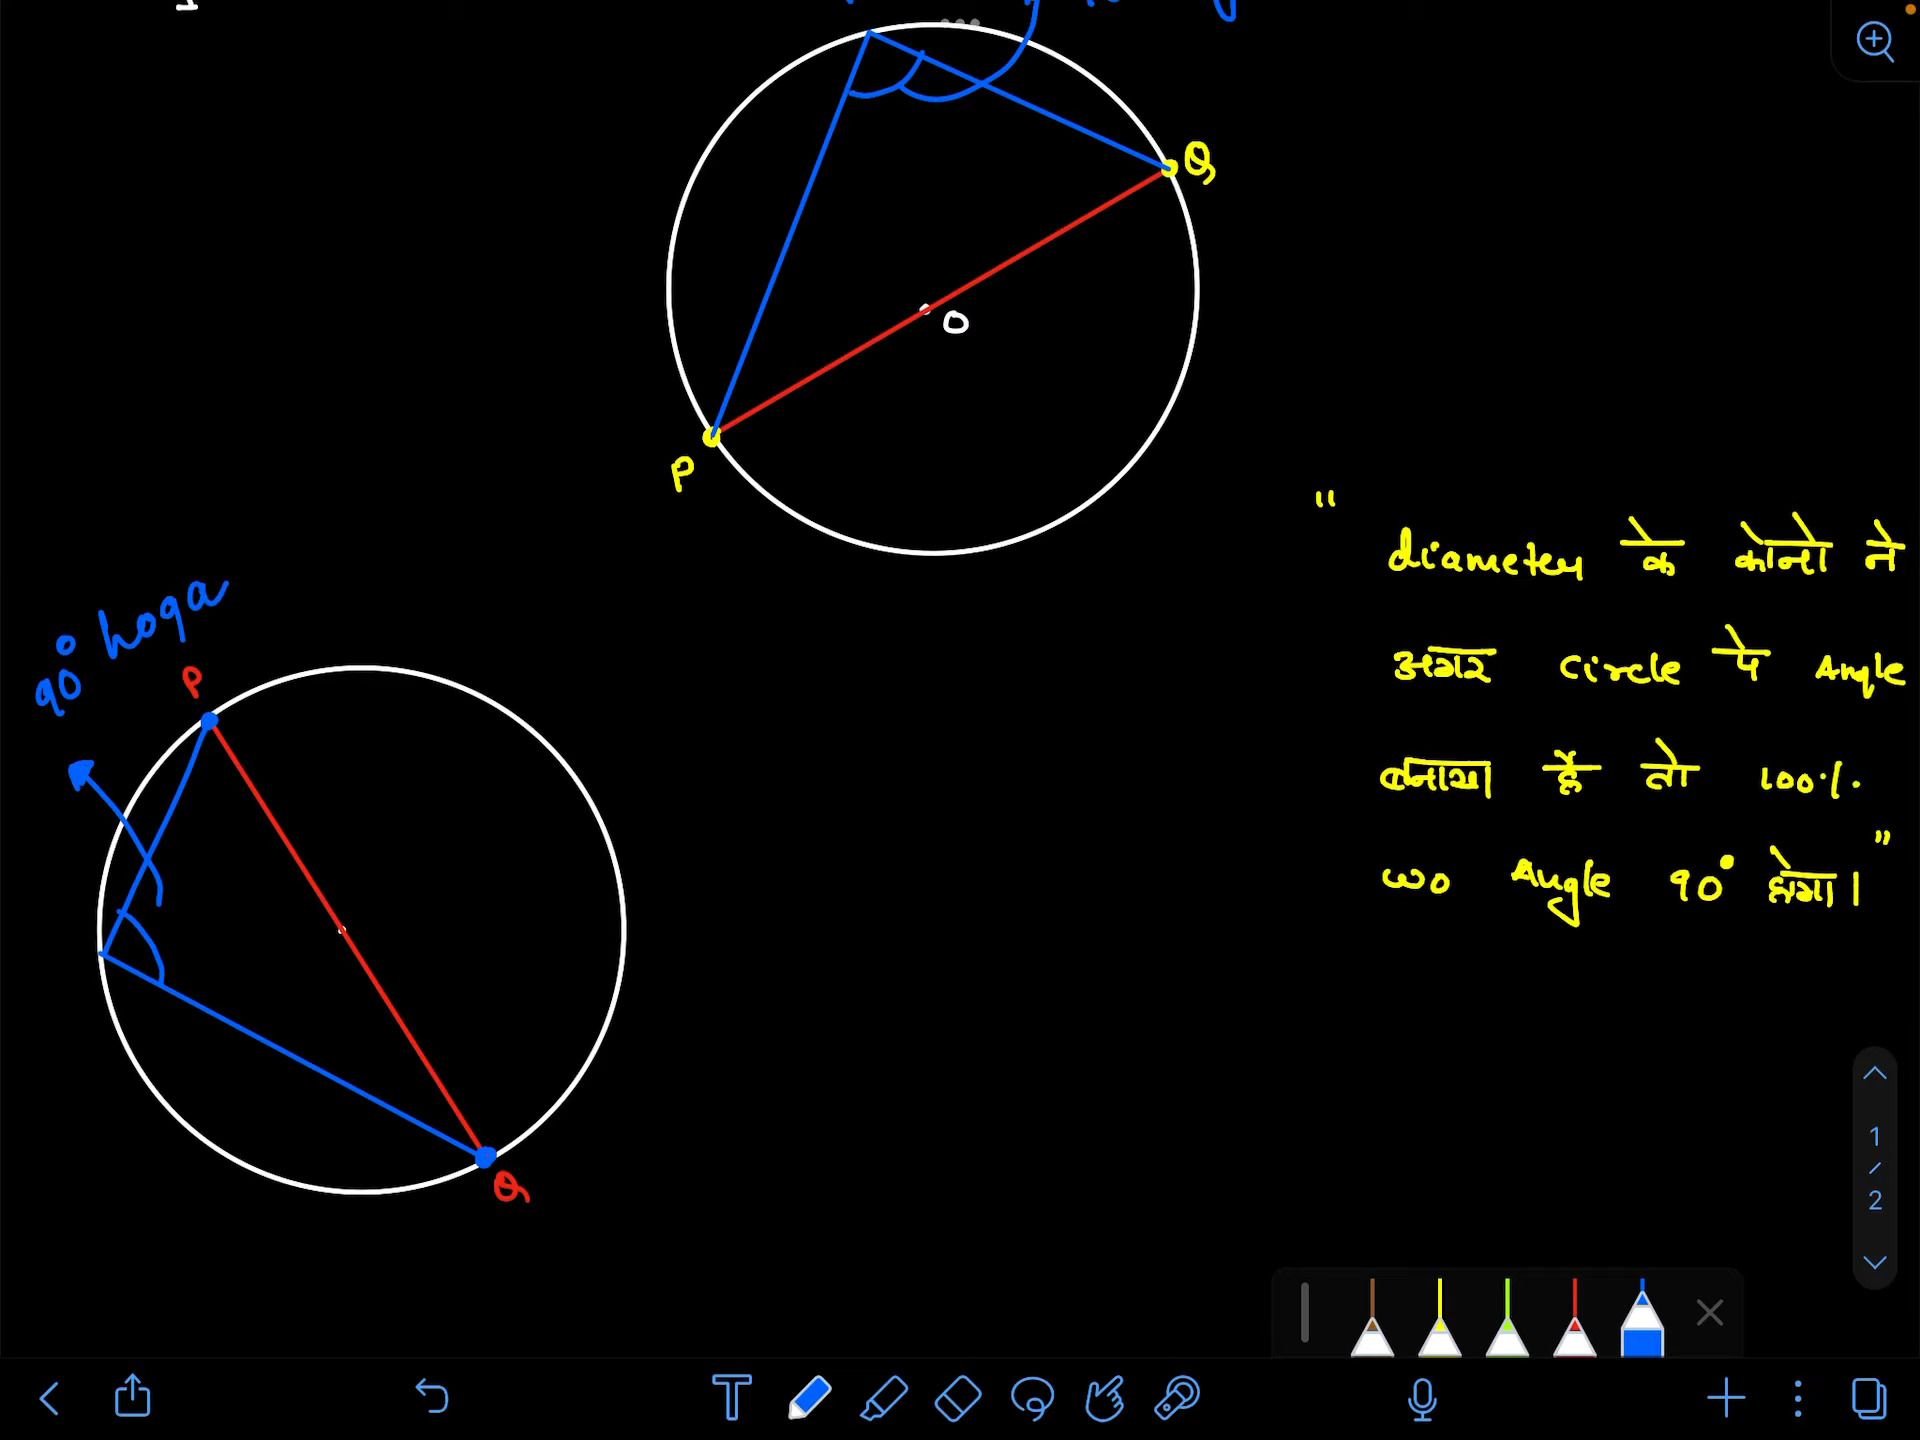 Q
O
P
"
diameter के कोनो ने
अगर Circle पे Angle
बनाया है तो 100%.
wo Angle 90° होगा। "
90° hoga
P
Q
1
/
2